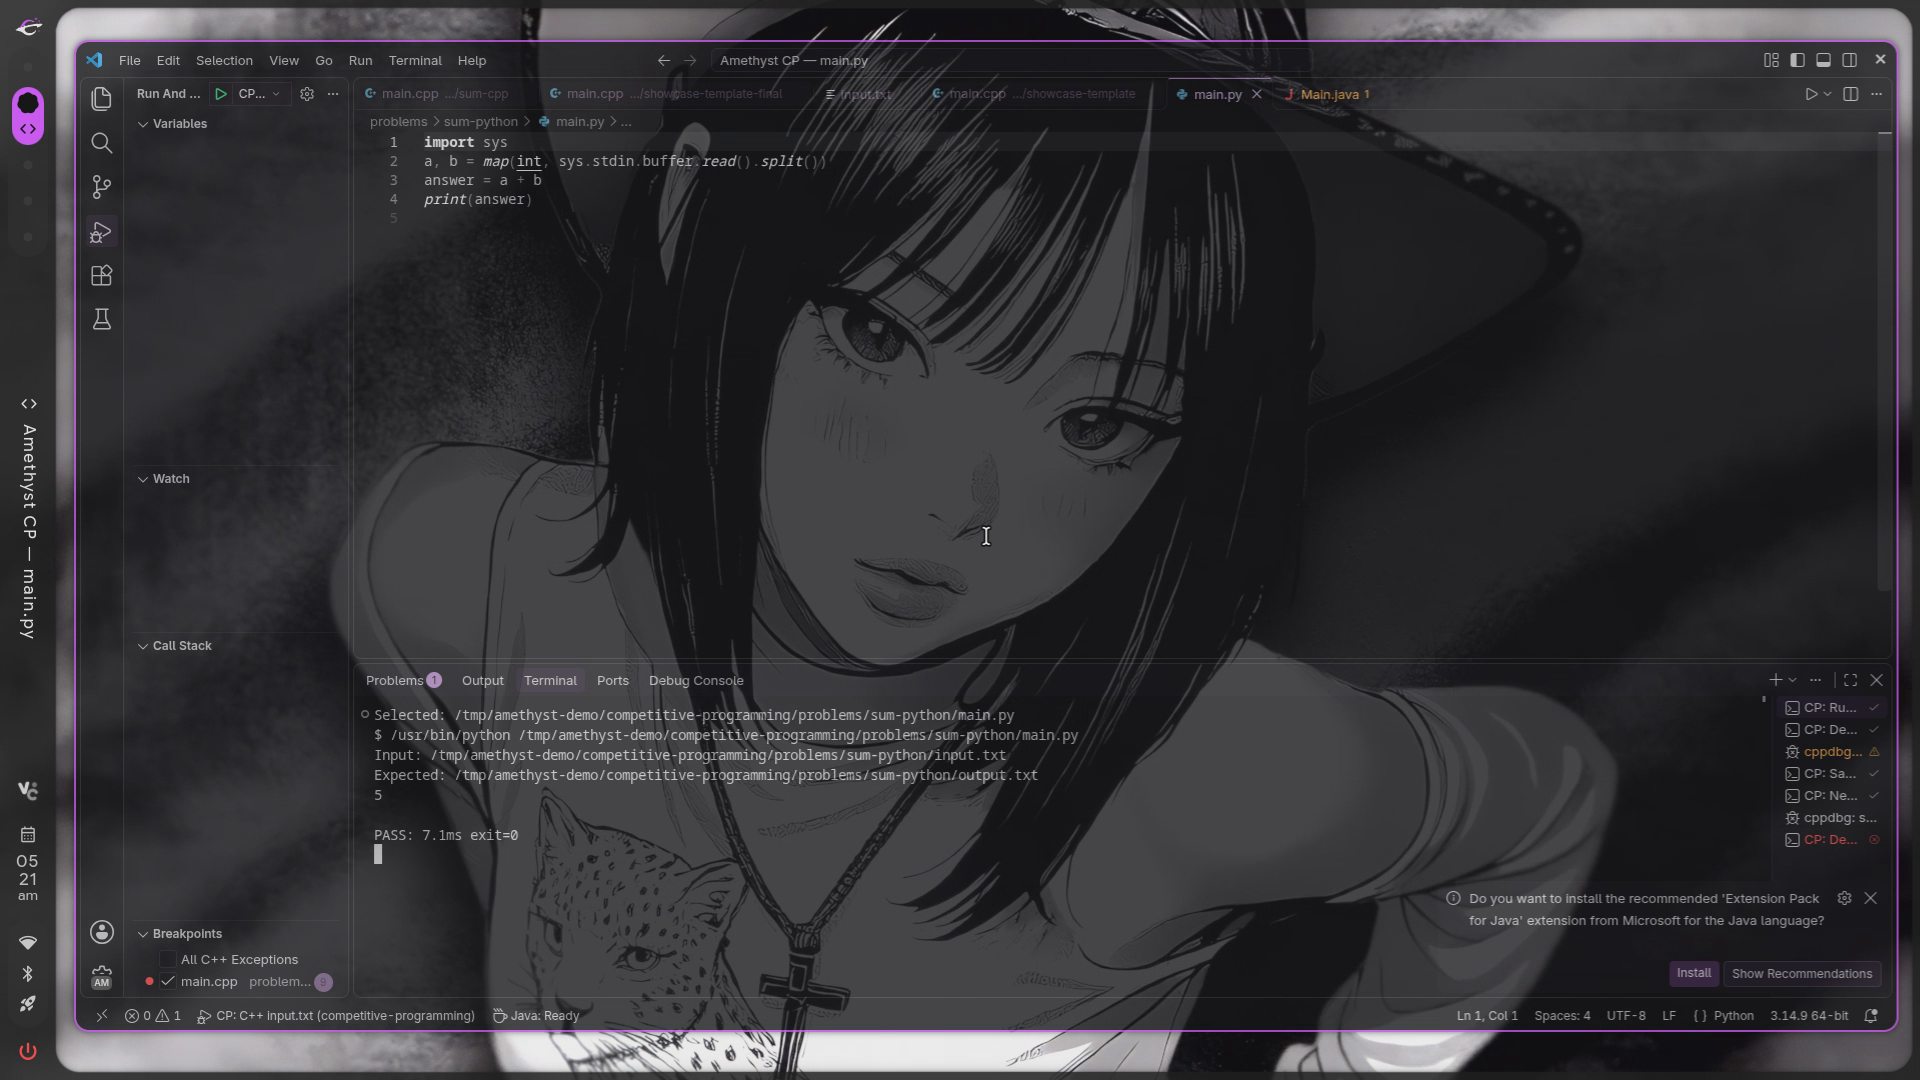 File Edit Selection View Go Run Terminal Help
Amethyst CP — main.py
Run And ... CP...
main.cpp .../sum-cpp
main.cpp .../showcase-template-final
input.txt
main.cpp .../showcase-template
main.py
Main.java 1
problems > sum-python > main.py > ...
Variables
1 import sys
2 a, b = map(int, sys.stdin.buffer.read().split())
3 answer = a + b
4 print(answer)
5
Watch
Call Stack
Amethyst CP — main.py
Problems 1 Output Terminal Ports Debug Console
Selected: /tmp/amethyst-demo/competitive-programming/problems/sum-python/main.py
$ /usr/bin/python /tmp/amethyst-demo/competitive-programming/problems/sum-python/main.py
Input: /tmp/amethyst-demo/competitive-programming/problems/sum-python/input.txt
Expected: /tmp/amethyst-demo/competitive-programming/problems/sum-python/output.txt
5
PASS: 7.1ms exit=0
CP: Ru...
CP: De...
cppdbg...
CP: Sa...
CP: Ne...
cppdbg: s...
CP: De...
05
21
am
Do you want to install the recommended 'Extension Pack
for Java' extension from Microsoft for the Java language?
Install Show Recommendations
Breakpoints
All C++ Exceptions
main.cpp problem... 9
AM
0 1 CP: C++ input.txt (competitive-programming) Java: Ready
Ln 1, Col 1 Spaces: 4 UTF-8 LF { } Python 3.14.9 64-bit